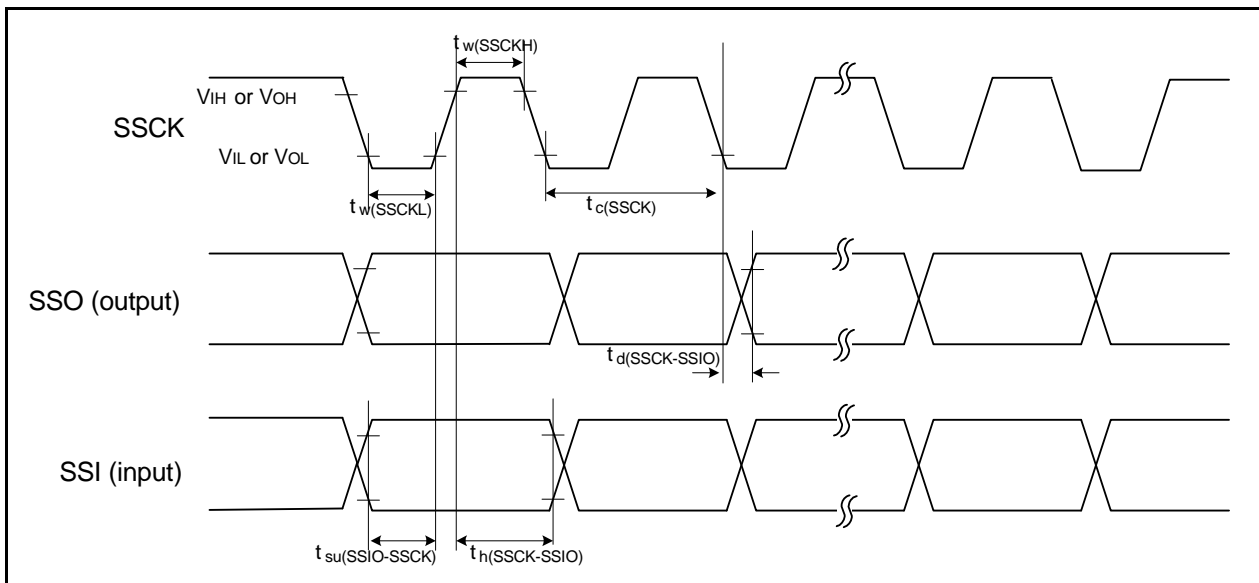 tw(SSCKH)
VIH or VOH
SSCK
VIL or VOL
tw(SSCKL)
tc(SSCK)
SSO (output)
td(SSCK-SSIO)
SSI (input)
tsu(SSIO-SSCK)
th(SSCK-SSIO)